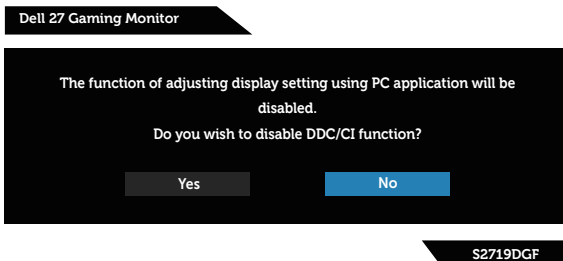 Dell 27 Gaming Monitor
The function of adjusting display setting using PC application will be
disabled.
Do you wish to disable DDC/CI function?
Yes
No
S2719DGF